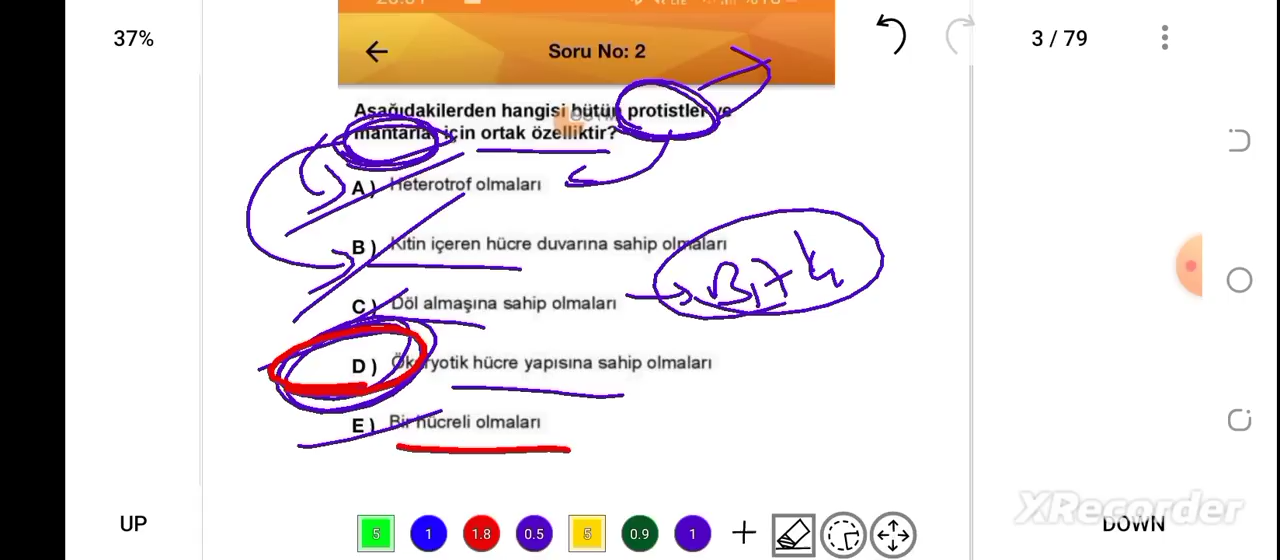 37%
Soru No: 2
3 / 79
Aşağıdakilerden hangisi bütün protistler ve
mantarlar için ortak özelliktir?
A) Heterotrof olmaları
B) Kitin içeren hücre duvarına sahip olmaları
C) Döl almaşına sahip olmaları
D) Ökaryotik hücre yapısına sahip olmaları
E) Bir hücreli olmaları
XRecorder
UP
5 1 1.8 0.5 5 0.9 1
DOWN